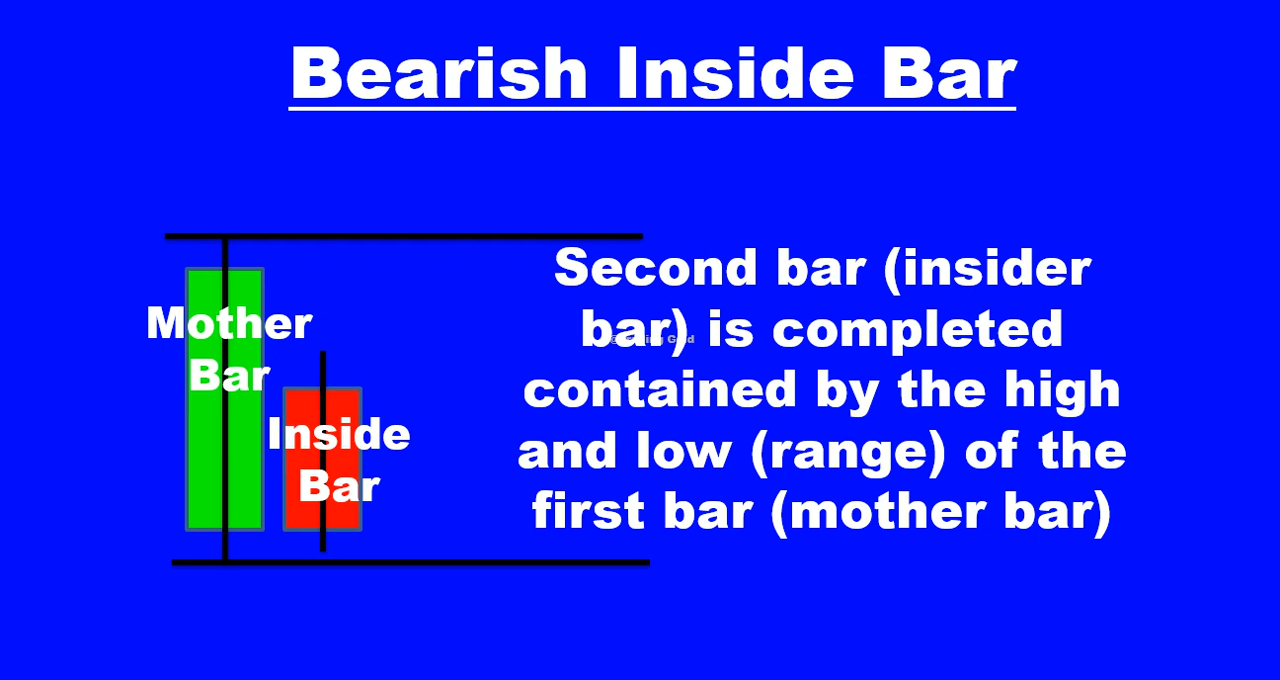 Bearish Inside Bar
Mother
Bar
Inside
Bar
Second bar (insider
bar) is completed
contained by the high
and low (range) of the
first bar (mother bar)